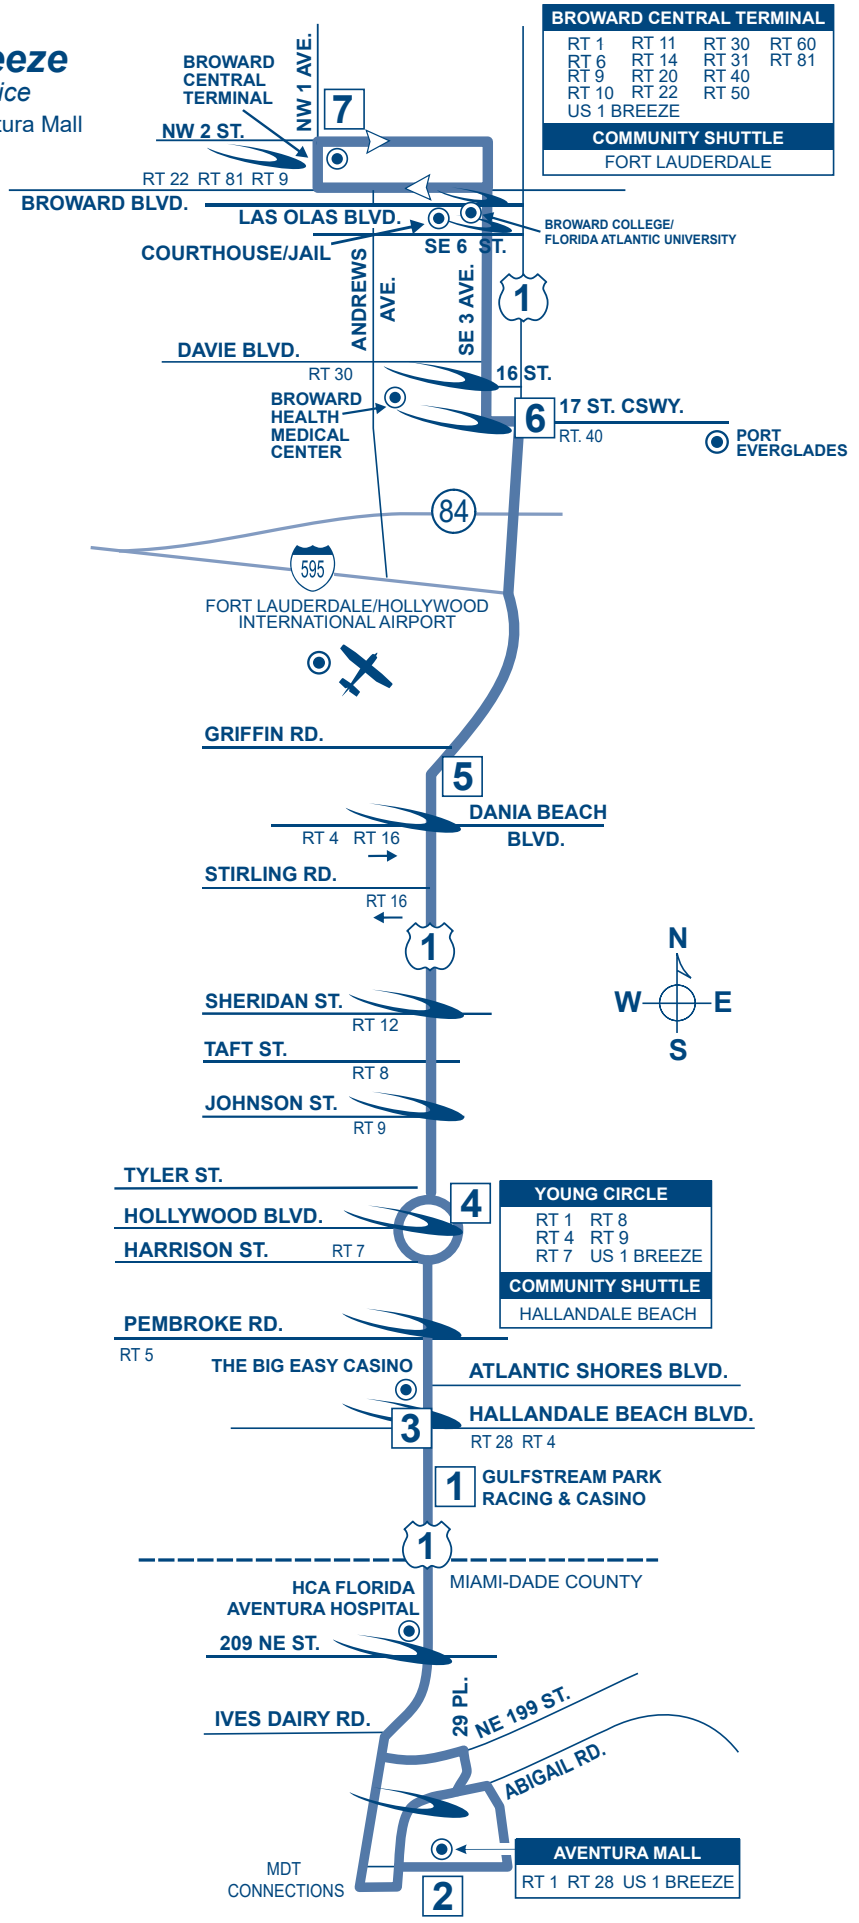 BROWARD CENTRAL TERMINAL
RT 1 RT 11 RT 30 RT 60
RT 6 RT 14 RT 31 RT 81
RT 9 RT 20 RT 40
RT 10 RT 22 RT 50
US 1 BREEZE
COMMUNITY SHUTTLE
FORT LAUDERDALE
NW 1 AVE.
BROWARD
CENTRAL
TERMINAL
7
NW 2 ST.
RT 22 RT 81 RT 9
BROWARD BLVD.
LAS OLAS BLVD.
BROWARD COLLEGE/
FLORIDA ATLANTIC UNIVERSITY
COURTHOUSE/JAIL
SE 6 ST.
ANDREWS
AVE.
SE 3 AVE.
1
DAVIE BLVD.
RT 30
16 ST.
BROWARD
HEALTH
MEDICAL
CENTER
6
17 ST. CSWY.
RT. 40
PORT
EVERGLADES
84
595
FORT LAUDERDALE/HOLLYWOOD
INTERNATIONAL AIRPORT
GRIFFIN RD.
5
DANIA BEACH
BLVD.
RT 4 RT 16
STIRLING RD.
RT 16
1
N
W E
S
SHERIDAN ST.
RT 12
TAFT ST.
RT 8
JOHNSON ST.
RT 9
TYLER ST.
4
HOLLYWOOD BLVD.
HARRISON ST.
RT 7
YOUNG CIRCLE
RT 1 RT 8
RT 4 RT 9
RT 7 US 1 BREEZE
COMMUNITY SHUTTLE
HALLANDALE BEACH
PEMBROKE RD.
RT 5
THE BIG EASY CASINO
ATLANTIC SHORES BLVD.
3
HALLANDALE BEACH BLVD.
RT 28 RT 4
1
GULFSTREAM PARK
RACING & CASINO
1
MIAMI-DADE COUNTY
HCA FLORIDA
AVENTURA HOSPITAL
209 NE ST.
IVES DAIRY RD.
29 PL.
NE 199 ST.
ABIGAIL RD.
AVENTURA MALL
RT 1 RT 28 US 1 BREEZE
MDT
CONNECTIONS
2